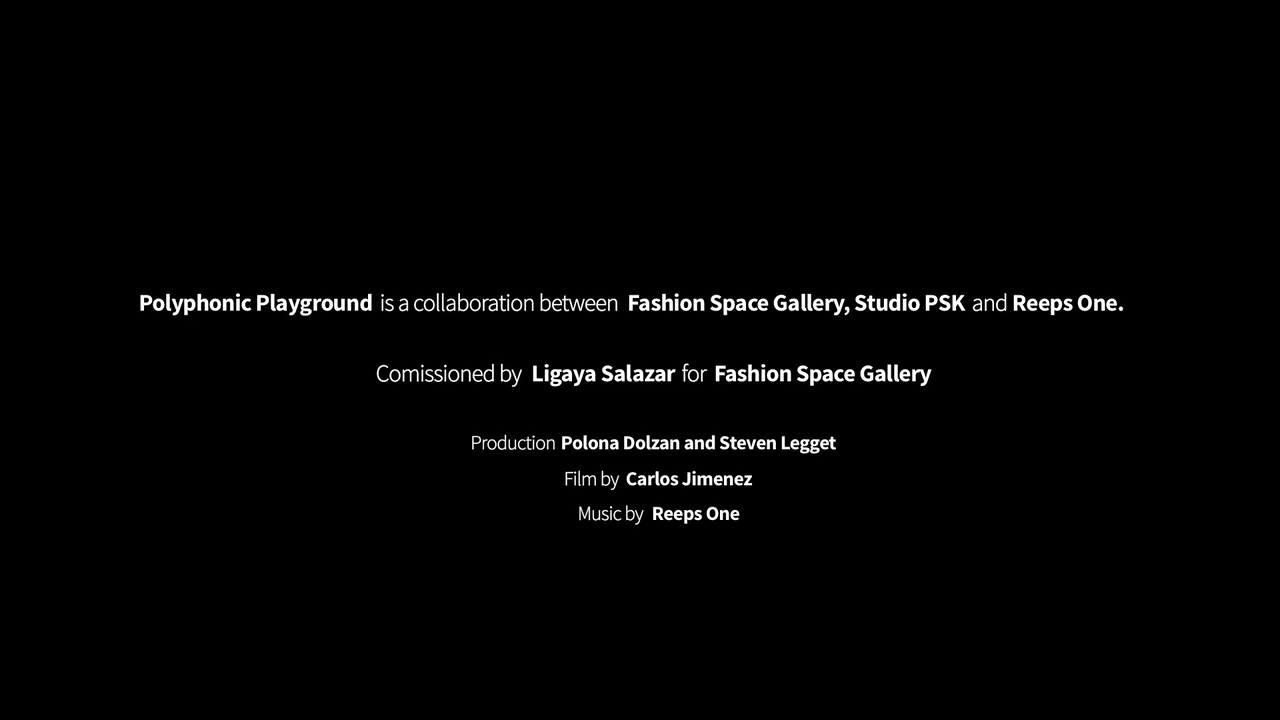 Polyphonic Playground is a collaboration between Fashion Space Gallery, Studio PSK and Reeps One.
Comissioned by Ligaya Salazar for Fashion Space Gallery
Production Polona Dolzan and Steven Legget
Film by Carlos Jimenez
Music by Reeps One